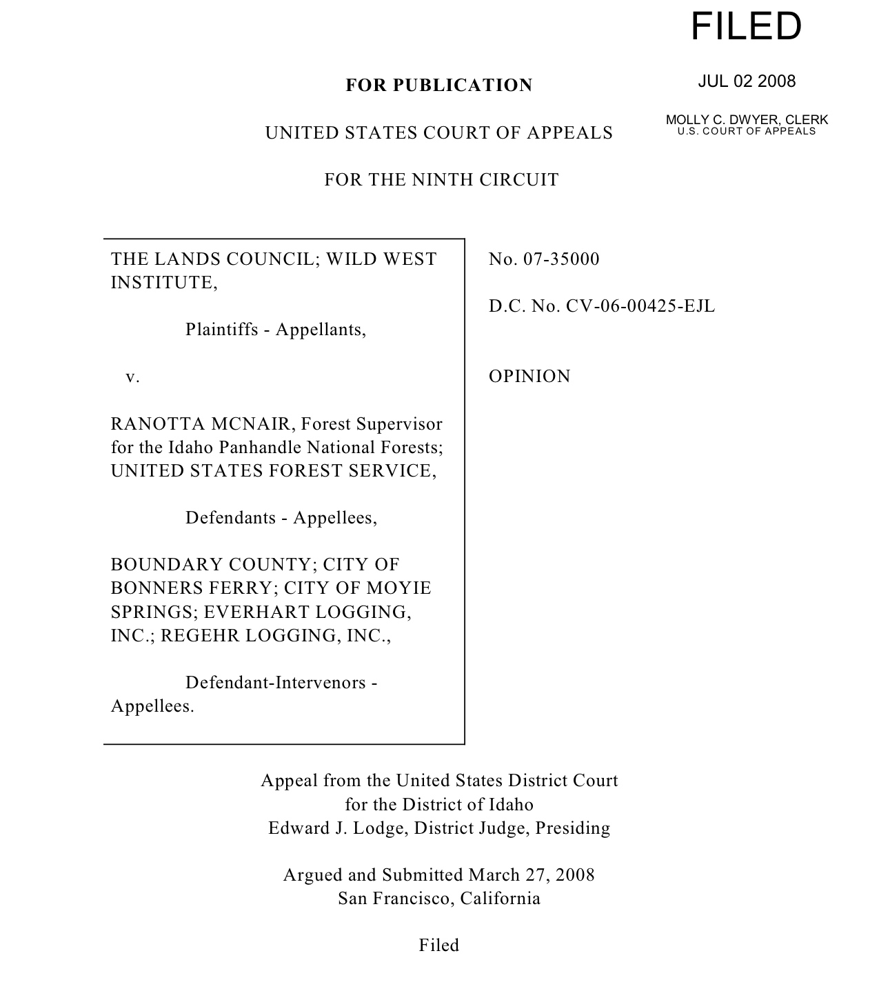 FILED
JUL 02 2008
MOLLY C. DWYER, CLERK
U.S. COURT OF APPEALS
FOR PUBLICATION
UNITED STATES COURT OF APPEALS
FOR THE NINTH CIRCUIT
THE LANDS COUNCIL; WILD WEST
INSTITUTE,
Plaintiffs - Appellants,
v.
RANOTTA MCNAIR, Forest Supervisor
for the Idaho Panhandle National Forests;
UNITED STATES FOREST SERVICE,
Defendants - Appellees,
BOUNDARY COUNTY; CITY OF
BONNERS FERRY; CITY OF MOYIE
SPRINGS; EVERHART LOGGING,
INC.; REGEHR LOGGING, INC.,
Defendant-Intervenors -
Appellees.
No. 07-35000
D.C. No. CV-06-00425-EJL
OPINION
Appeal from the United States District Court
for the District of Idaho
Edward J. Lodge, District Judge, Presiding
Argued and Submitted March 27, 2008
San Francisco, California
Filed